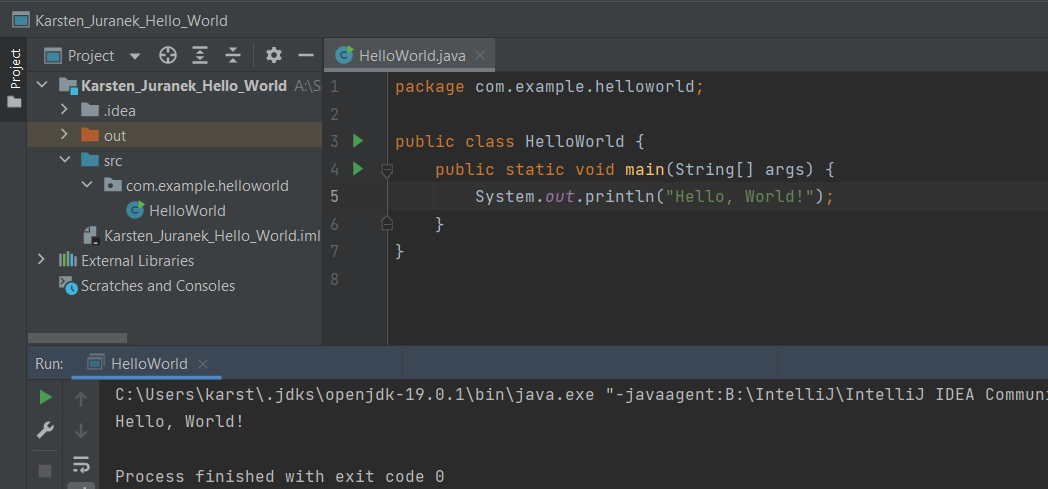 Karsten_Juranek_Hello_World
Project
Project
HelloWorld.java
Karsten_Juranek_Hello_World A:\S
.idea
out
src
com.example.helloworld
HelloWorld
Karsten_Juranek_Hello_World.iml
External Libraries
Scratches and Consoles
1 package com.example.helloworld;
2
3 public class HelloWorld {
4 public static void main(String[] args) {
5 System.out.println("Hello, World!");
6 }
7 }
8
Run: HelloWorld
C:\Users\karst\.jdks\openjdk-19.0.1\bin\java.exe "-javaagent:B:\IntelliJ\IntelliJ IDEA Communi
Hello, World!
Process finished with exit code 0